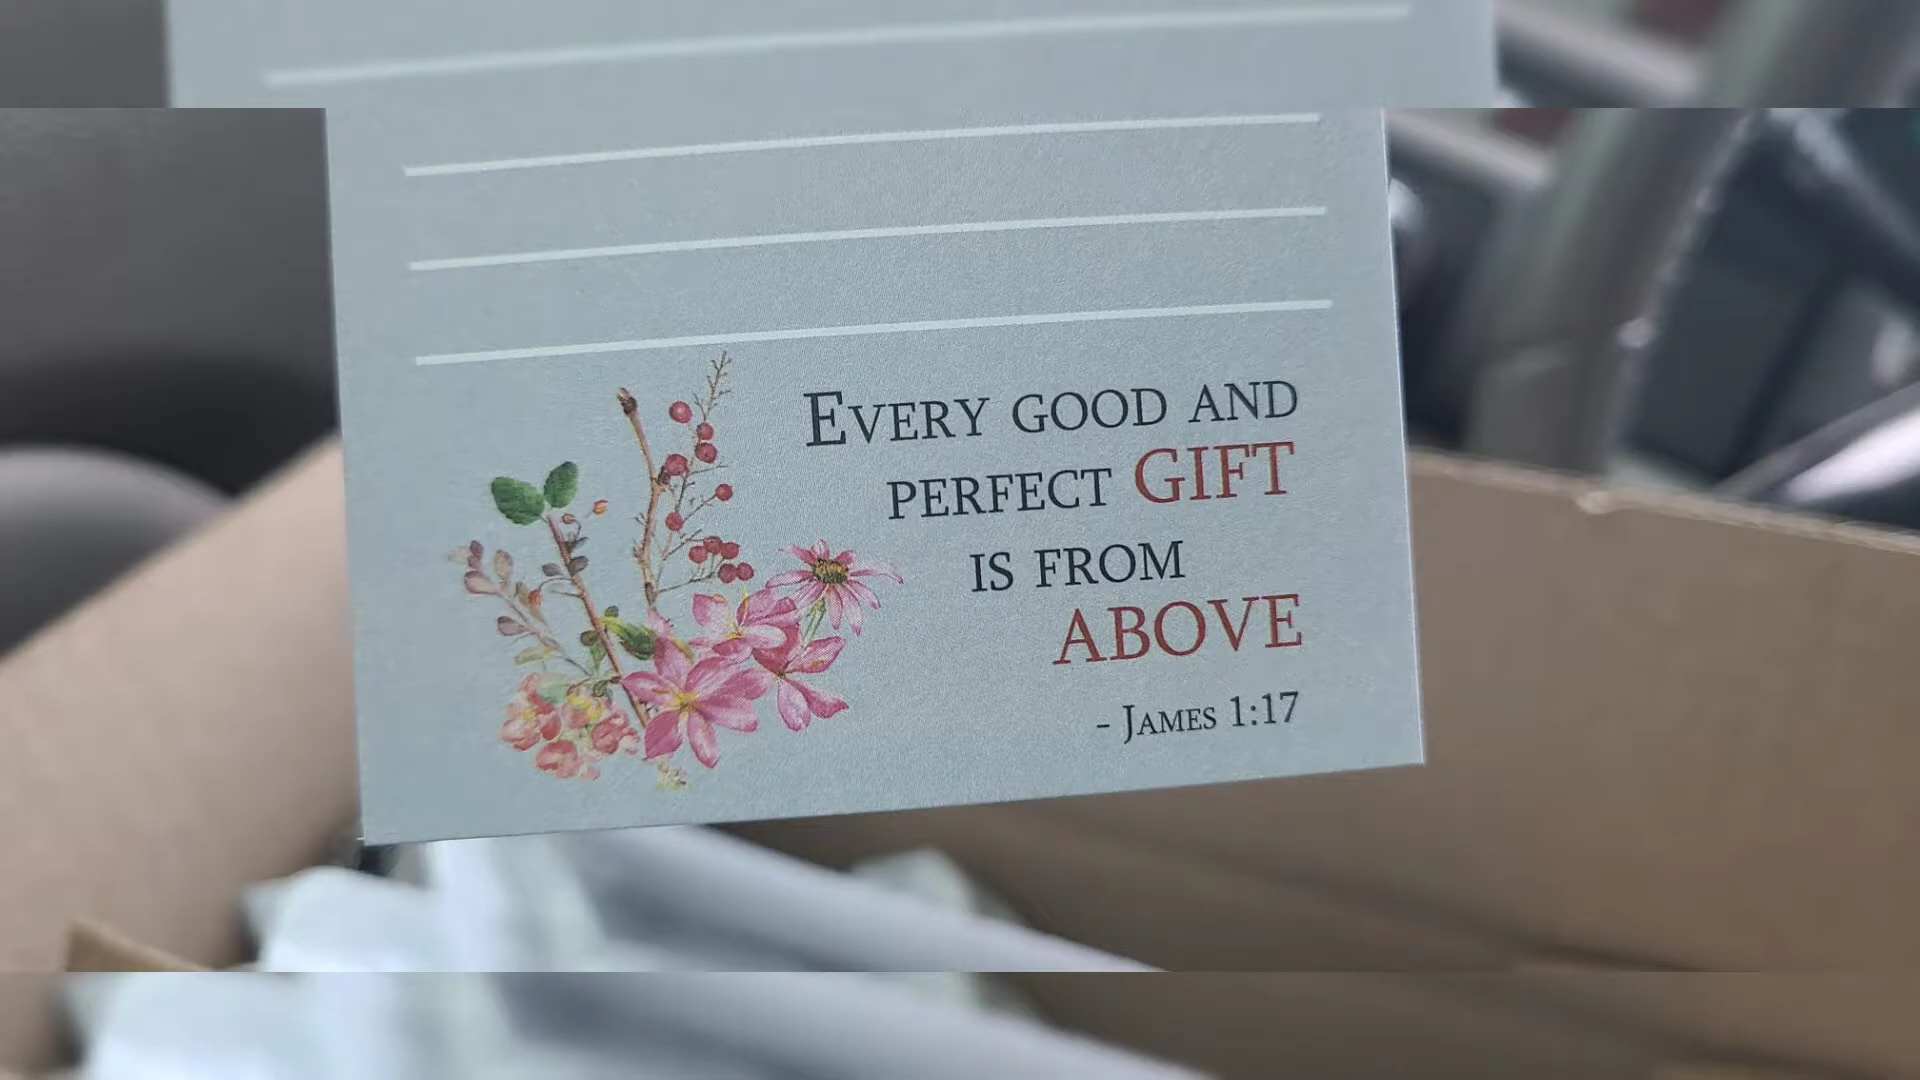 Every good and
perfect GIFT
is from
ABOVE
- James 1:17